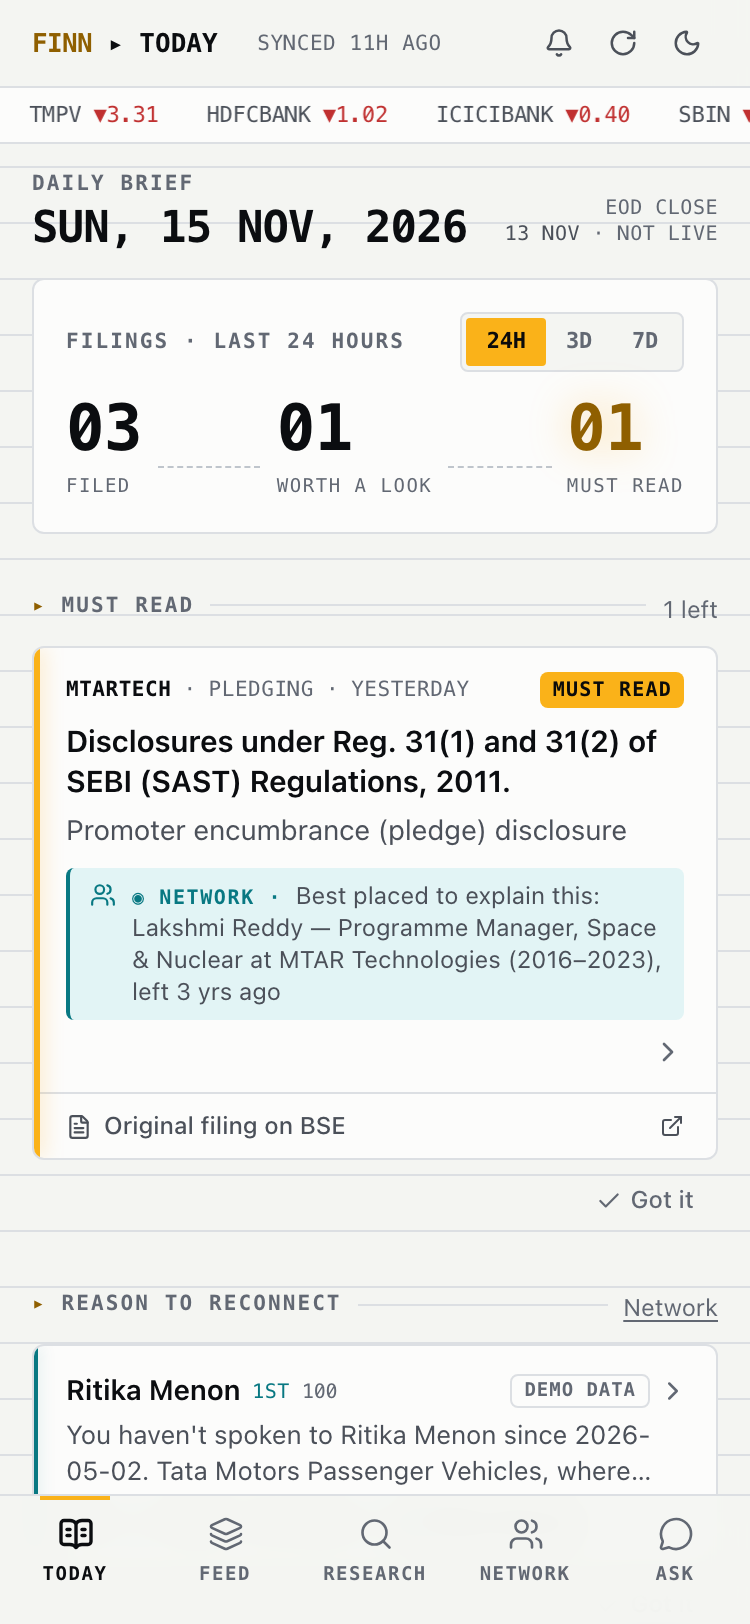 FINN ▸ TODAY SYNCED 11H AGO
TMPV ▼3.31 HDFCBANK ▼1.02 ICICIBANK ▼0.40 SBIN ▼
DAILY BRIEF
SUN, 15 NOV, 2026
EOD CLOSE
13 NOV · NOT LIVE
FILINGS · LAST 24 HOURS
24H 3D 7D
03 01 01
FILED WORTH A LOOK MUST READ
▸ MUST READ 1 left
MTARTECH · PLEDGING · YESTERDAY MUST READ
Disclosures under Reg. 31(1) and 31(2) of
SEBI (SAST) Regulations, 2011.
Promoter encumbrance (pledge) disclosure
◉ NETWORK · Best placed to explain this:
Lakshmi Reddy — Programme Manager, Space
& Nuclear at MTAR Technologies (2016–2023),
left 3 yrs ago
Original filing on BSE
Got it
▸ REASON TO RECONNECT Network
Ritika Menon 1ST 100 DEMO DATA
You haven't spoken to Ritika Menon since 2026-
05-02. Tata Motors Passenger Vehicles, where...
TODAY FEED RESEARCH NETWORK ASK